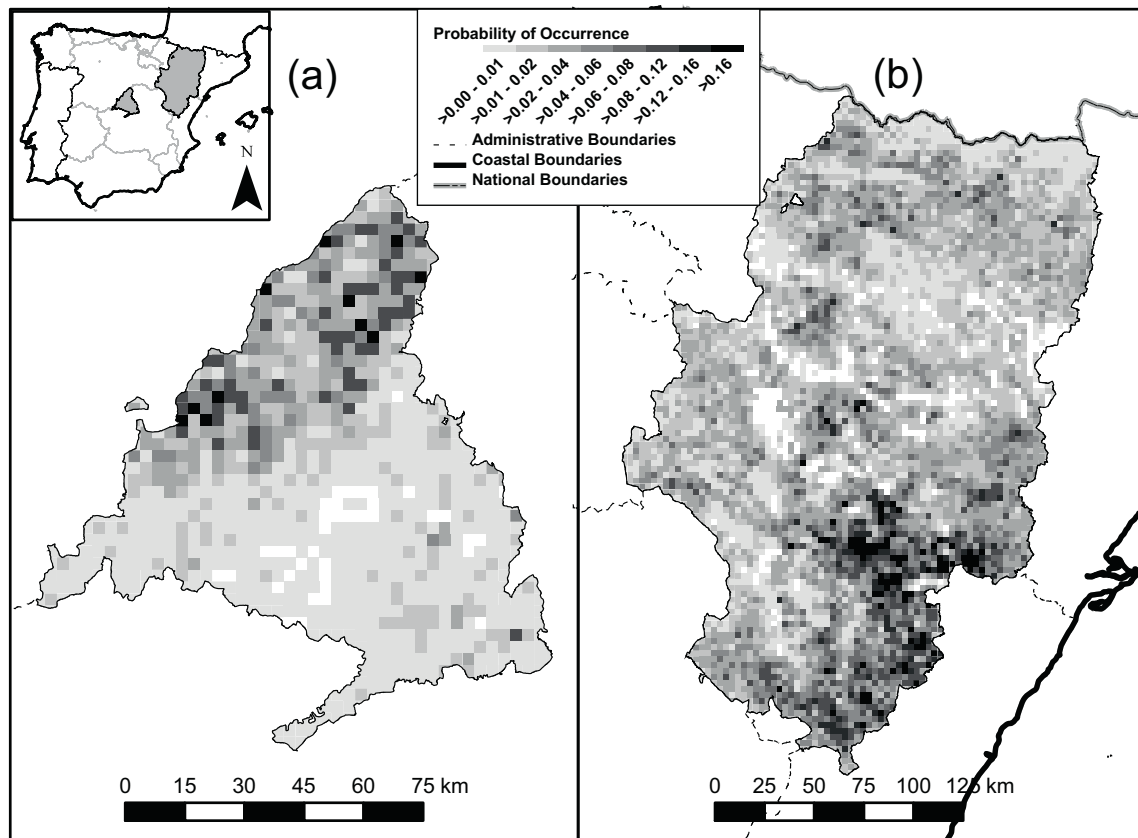 Probability of Occurrence
>0.00 - 0.01
>0.01 - 0.02
>0.02 - 0.04
>0.04 - 0.06
>0.06 - 0.08
>0.08 - 0.12
>0.12 - 0.16
>0.16
Administrative Boundaries
Coastal Boundaries
National Boundaries
N
(a)
(b)
0 15 30 45 60 75 km
0 25 50 75 100 125 km